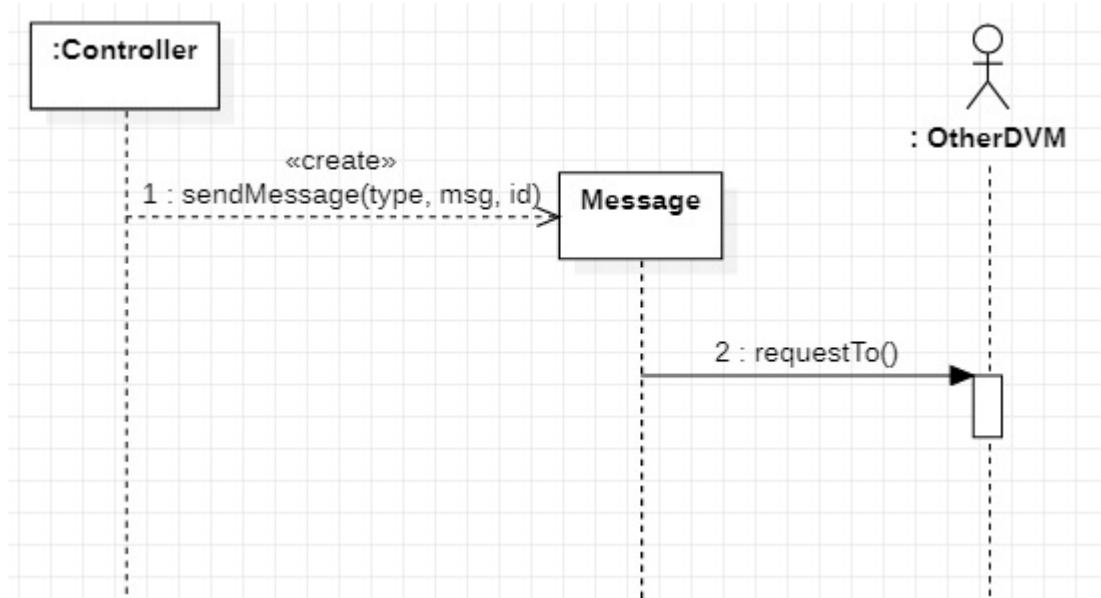 :Controller
: OtherDVM
«create»
1 : sendMessage(type, msg, id)
Message
2 : requestTo()